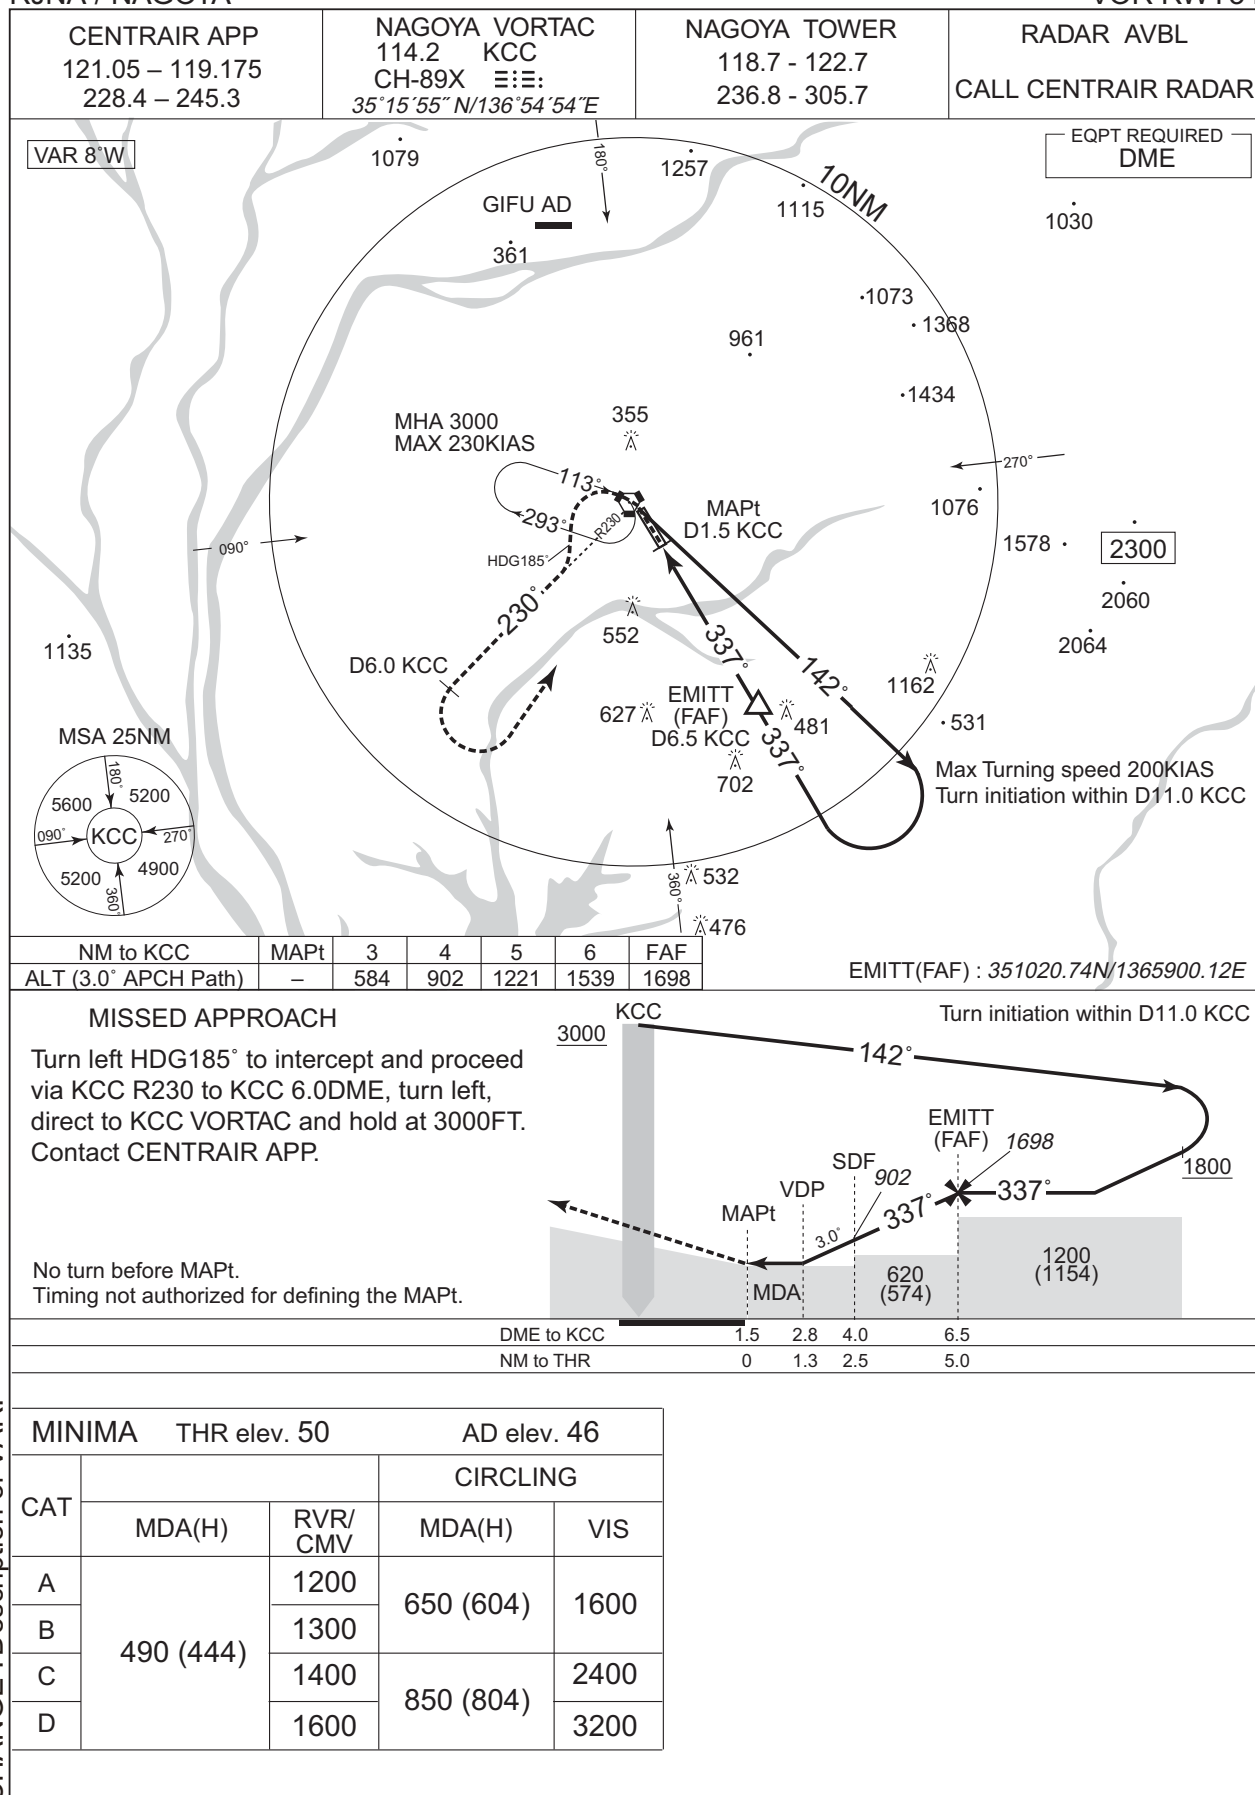 RJNA / NAGOYA
CENTRAIR APP
121.05 – 119.175
228.4 – 245.3
NAGOYA VORTAC
114.2 KCC
CH-89X
35°15´55˝ N/136°54´54˝E
NAGOYA TOWER
118.7 - 122.7
236.8 - 305.7
RADAR AVBL
CALL CENTRAIR RADAR
VAR 8°W
EQPT REQUIRED
DME
1079
180°
1257
10NM
1115
1030
GIFU AD
361
1073
1368
961
1434
MHA 3000
MAX 230KIAS
355
113°
293°
R230
HDG185°
MAPt
D1.5 KCC
270°
1076
1578
2300
090°
2060
2064
230°
552
337°
142°
1135
D6.0 KCC
1162
EMITT
(FAF)
D6.5 KCC
627
481
531
337°
702
MSA 25NM
180°
5600
5200
090°
KCC
270°
5200
4900
360°
Max Turning speed 200KIAS
Turn initiation within D11.0 KCC
360°
532
476
NM to KCC MAPt 3 4 5 6 FAF
ALT (3.0° APCH Path) – 584 902 1221 1539 1698
EMITT(FAF) : 351020.74N/1365900.12E
MISSED APPROACH
Turn left HDG185° to intercept and proceed
via KCC R230 to KCC 6.0DME, turn left,
direct to KCC VORTAC and hold at 3000FT.
Contact CENTRAIR APP.
No turn before MAPt.
Timing not authorized for defining the MAPt.
KCC
3000
Turn initiation within D11.0 KCC
142°
EMITT
(FAF)
1698
SDF
902
VDP
MAPt
1800
337°
337°
3.0°
MDA
620
(574)
1200
(1154)
DME to KCC 1.5 2.8 4.0 6.5
NM to THR 0 1.3 2.5 5.0
MINIMA THR elev. 50 AD elev. 46
CAT
CIRCLING
MDA(H) RVR/
CMV MDA(H) VIS
A 1200
650 (604) 1600
B 1300
490 (444)
C 1400 2400
850 (804)
D 1600 3200